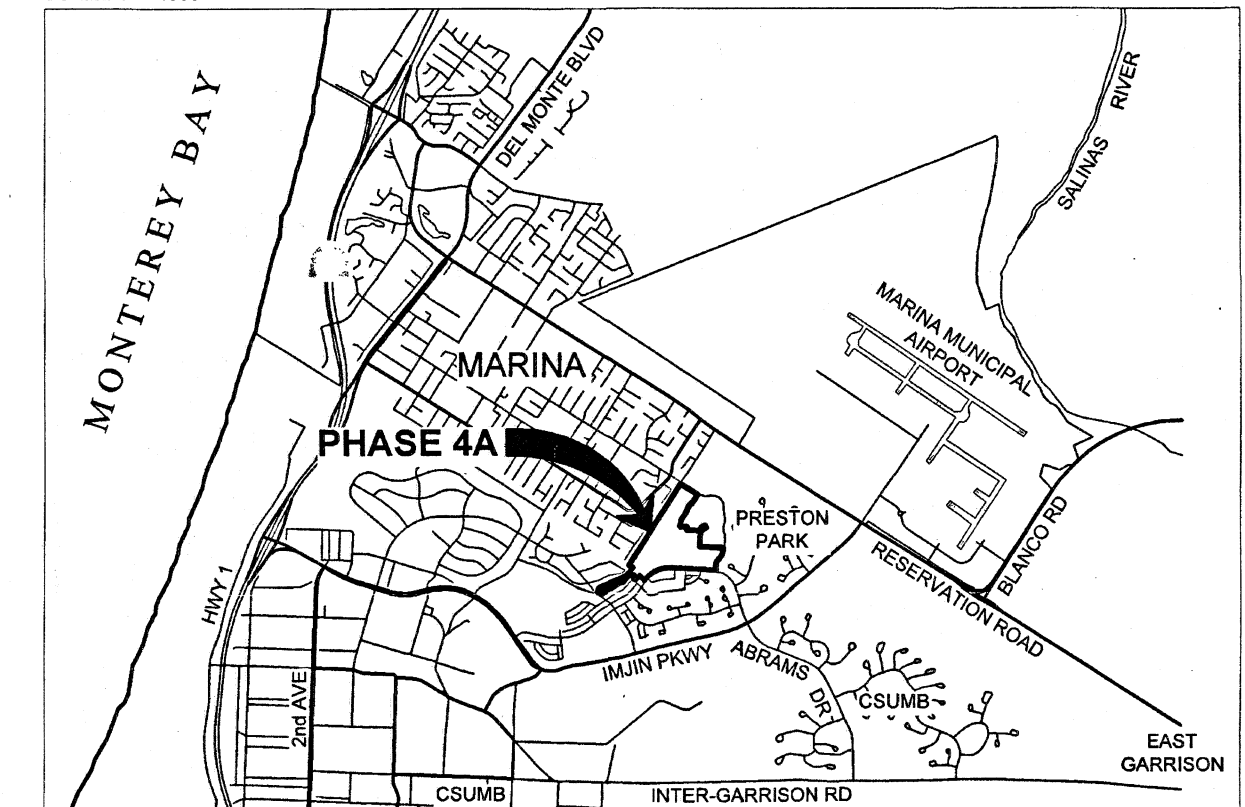 DEL MONTE BLVD
SALINAS RIVER
MONTEREY BAY
MARINA MUNICIPAL
AIRPORT
MARINA
PHASE 4A
PRESTON
PARK
BLANCO RD
RESERVATION ROAD
HWY 1
IMJIN PKWY
ABRAMS
DR
CSUMB
2nd AVE
EAST
GARRISON
CSUMB
INTER-GARRISON RD